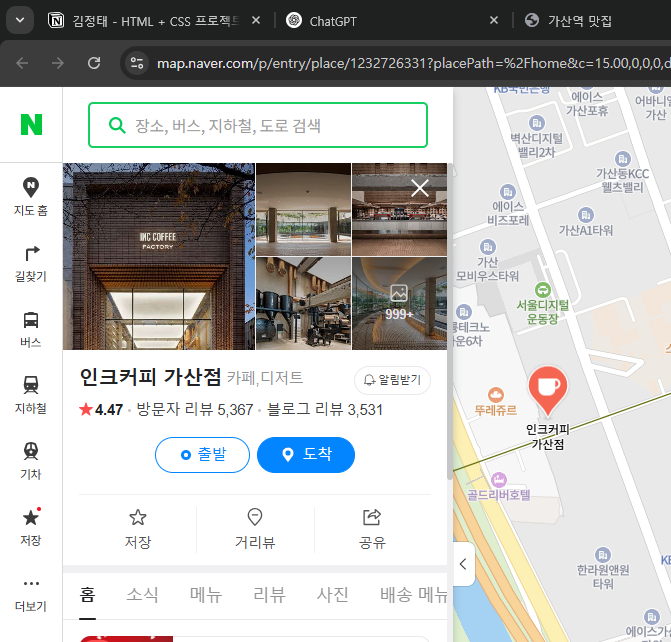 김정태 - HTML + CSS 프로젝트
ChatGPT
가산역 맛집
map.naver.com/p/entry/place/1232726331?placePath=%2Fhome&c=15.00,0,0,0,d
N
지도 홈
길찾기
버스
지하철
기차
저장
더보기
장소, 버스, 지하철, 도로 검색
INC COFFEE
FACTORY
999+
인크커피 가산점 카페,디저트
알림받기
4.47 · 방문자 리뷰 5,367 · 블로그 리뷰 3,531
출발
도착
저장
거리뷰
공유
홈
소식
메뉴
리뷰
사진
배송 메뉴
KB국민은행
에이스
가산포휴
어바니엘
가산
벽산디지털
밸리2차
가산동KCC
웰츠밸리
에이스
비즈포레
가산A1타워
가산
모비우스타워
서울디지털
운동장
릉테크노
타운6차
뚜레쥬르
인크커피
가산점
골드리버호텔
한라원앤원
타워
에이스가산